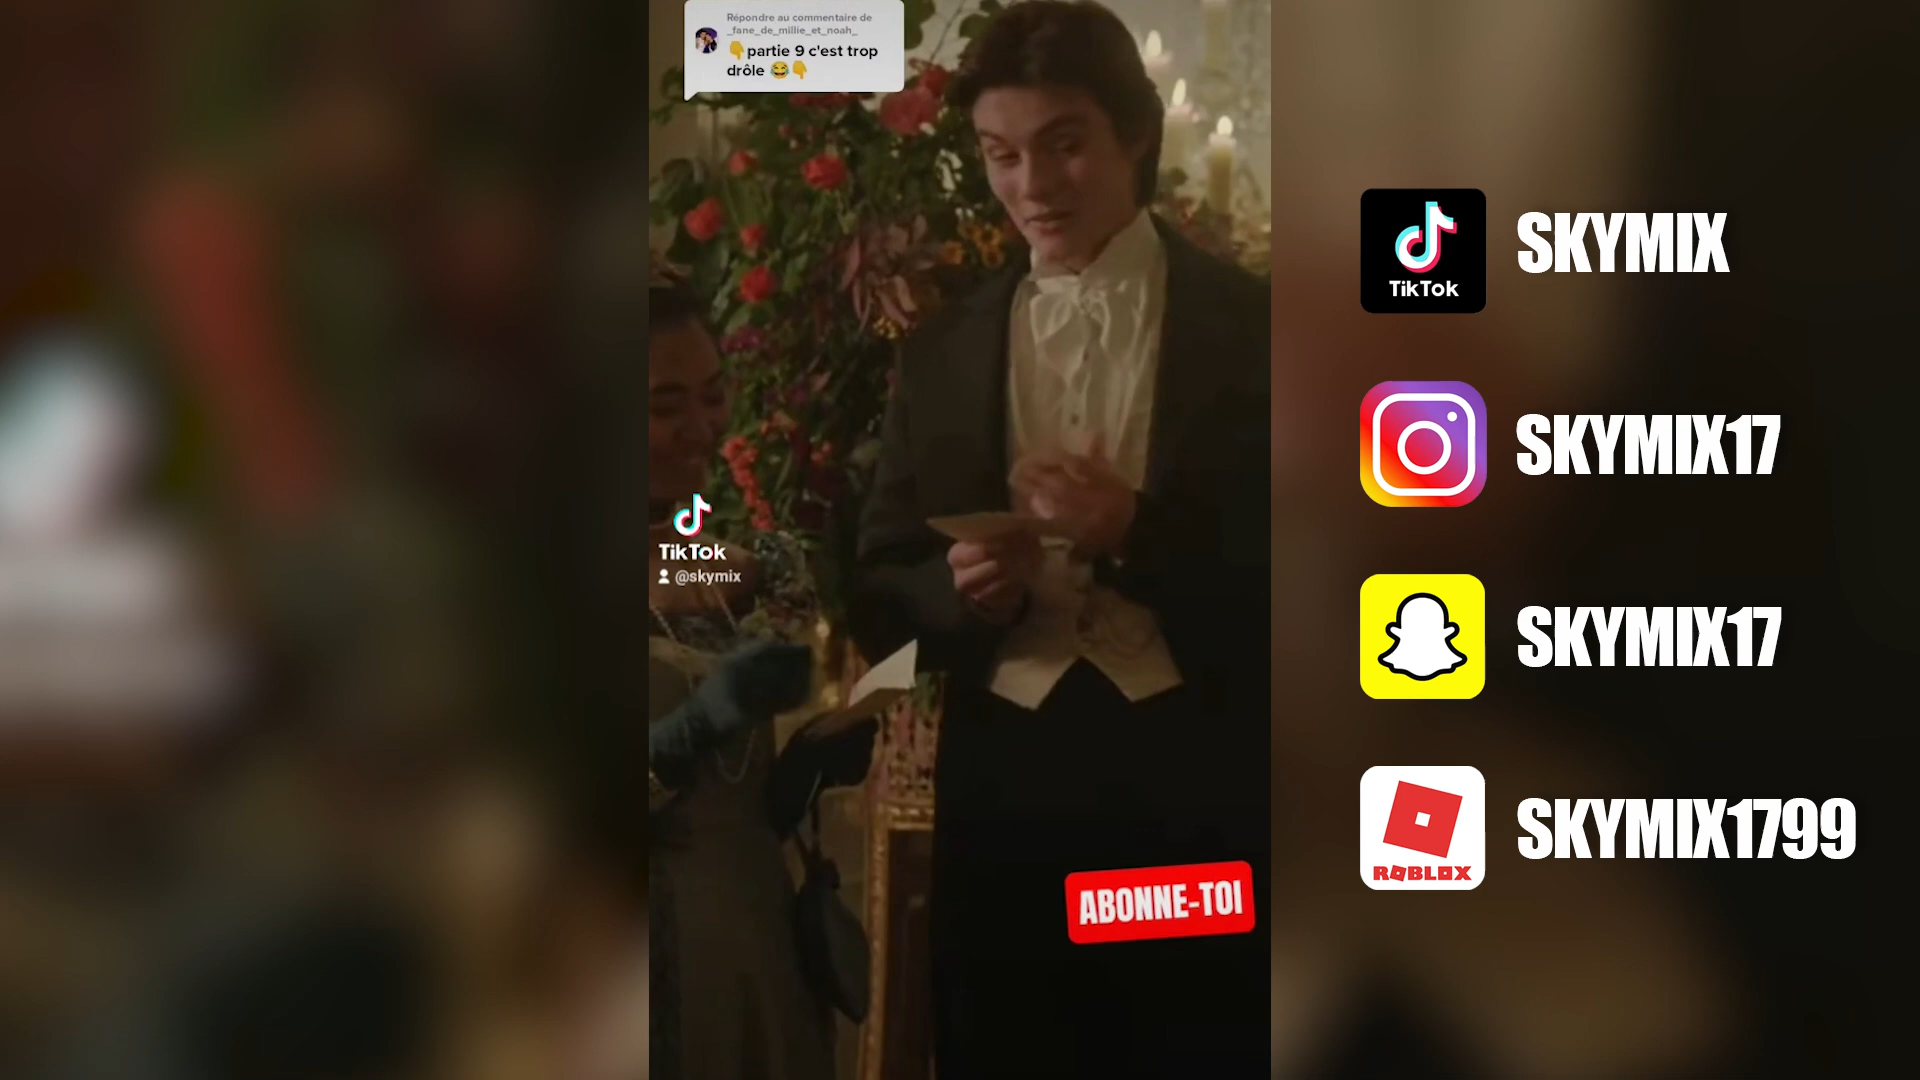 Répondre au commentaire de
_fane_de_millie_et_noah_
👇partie 9 c'est trop
drôle 😂👇
TikTok
@skymix
ABONNE-TOI
TikTok
SKYMIX
SKYMIX17
SKYMIX17
ROBLOX
SKYMIX1799